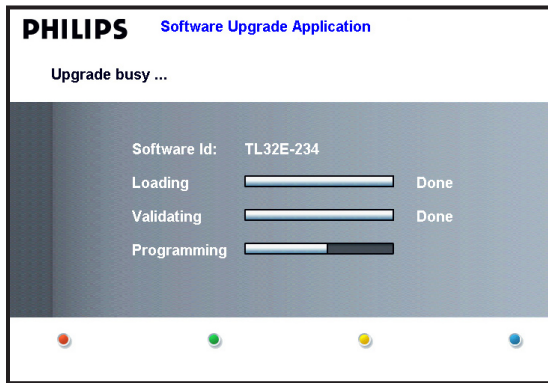 PHILIPS Software Upgrade Application
Upgrade busy ...
Software Id: TL32E-234
Loading Done
Validating Done
Programming